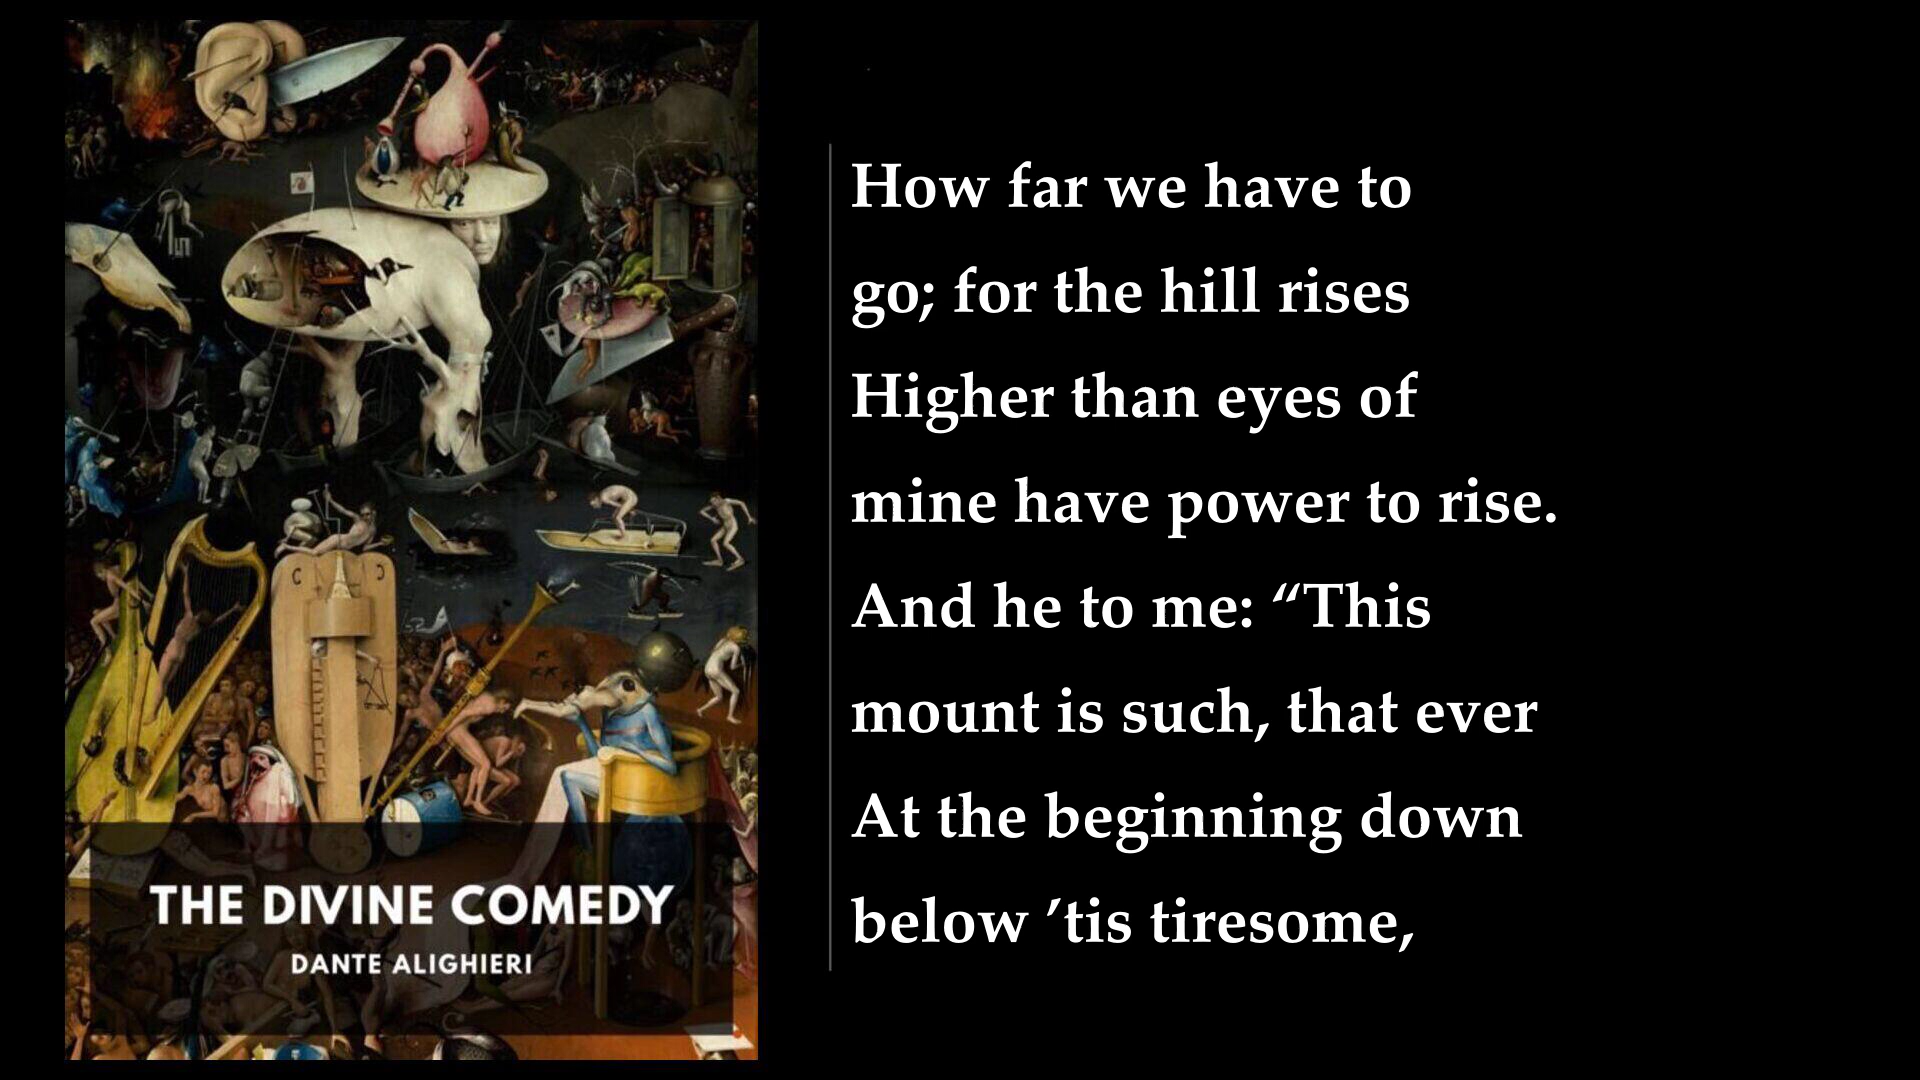 THE DIVINE COMEDY
DANTE ALIGHIERI
How far we have to
go; for the hill rises
Higher than eyes of
mine have power to rise.
And he to me: “This
mount is such, that ever
At the beginning down
below ’tis tiresome,